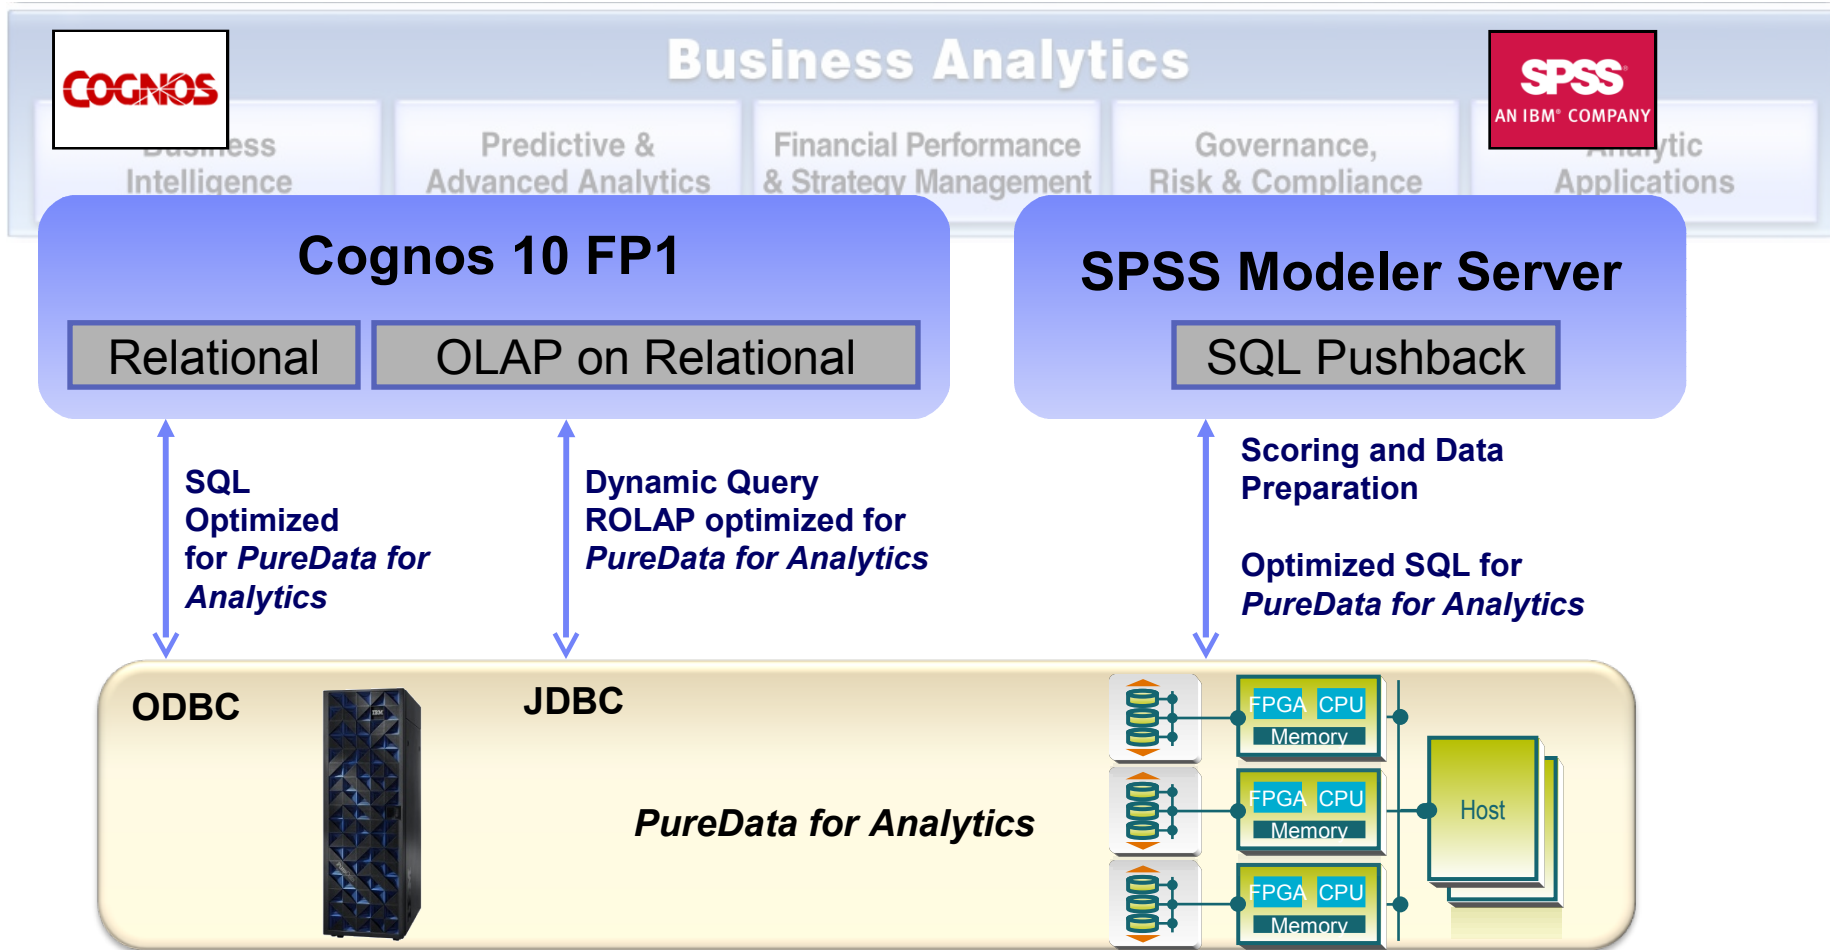 Business Analytics
COGNOS
SPSS
AN IBM® COMPANY
Business
Intelligence
Predictive &
Advanced Analytics
Financial Performance
& Strategy Management
Governance,
Risk & Compliance
Analytic
Applications
Cognos 10 FP1
Relational
OLAP on Relational
SPSS Modeler Server
SQL Pushback
SQL
Optimized
for PureData for
Analytics
Dynamic Query
ROLAP optimized for
PureData for Analytics
Scoring and Data
Preparation
Optimized SQL for
PureData for Analytics
ODBC
IBM
JDBC
PureData for Analytics
FPGA CPU
Memory
FPGA CPU
Memory
FPGA CPU
Memory
Host